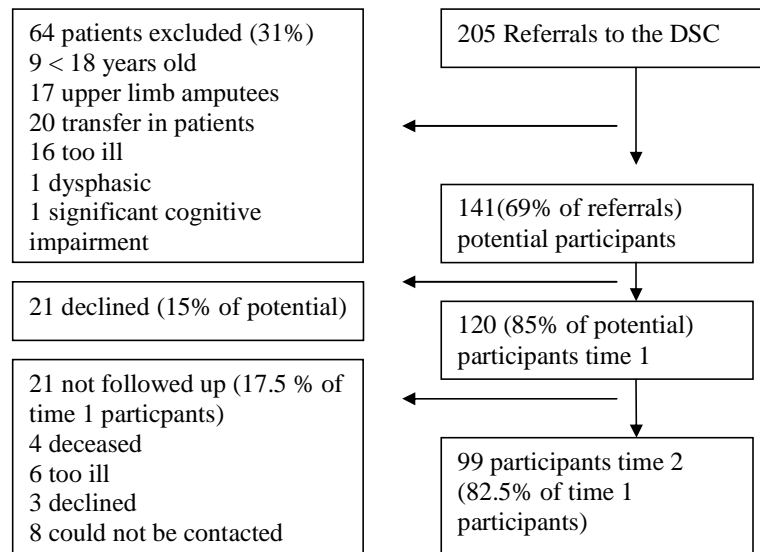 64 patients excluded (31%)
9 < 18 years old
17 upper limb amputees
20 transfer in patients
16 too ill
1 dysphasic
1 significant cognitive
impairment
205 Referrals to the DSC
141(69% of referrals)
potential participants
21 declined (15% of potential)
120 (85% of potential)
participants time 1
21 not followed up (17.5 % of
time 1 particpants)
4 deceased
6 too ill
3 declined
8 could not be contacted
99 participants time 2
(82.5% of time 1
participants)